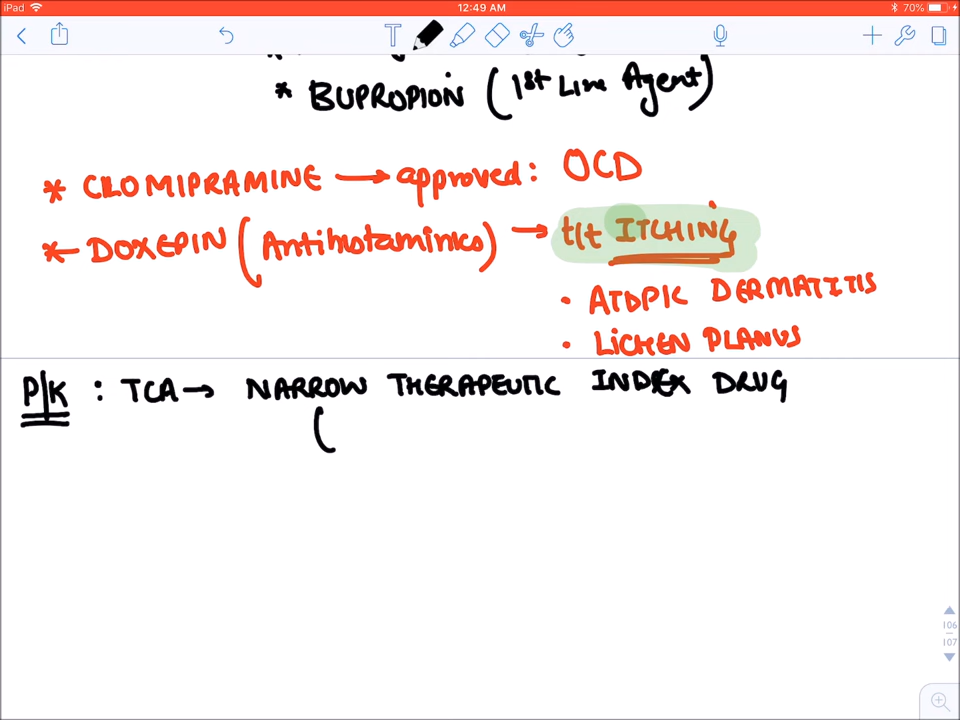 iPad 12:49 AM 70%
T
* BUPROPION (1st Line Agent)
* CLOMIPRAMINE → approved: OCD
* DOXEPIN (Antihistaminics) → t/t ITCHING
• ATOPIC DERMATITIS
• LICHEN PLANUS
P/K : TCA → NARROW THERAPEUTIC INDEX DRUG
(
106
107